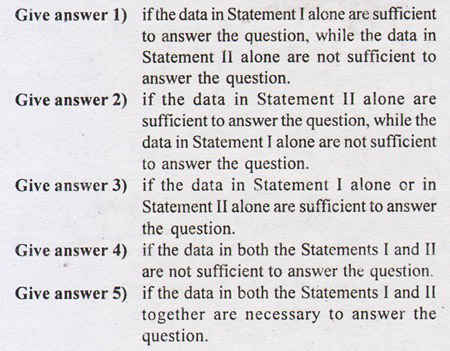 Give answer 1) if the data in Statement I alone are sufficient
to answer the question, while the data in
Statement II alone are not sufficient to
answer the question.
Give answer 2) if the data in Statement II alone are
sufficient to answer the question, while the
data in Statement I alone are not sufficient
to answer the question.
Give answer 3) if the data in Statement I alone or in
Statement II alone are sufficient to answer
the question.
Give answer 4) if the data in both the Statements I and II
are not sufficient to answer the question.
Give answer 5) if the data in both the Statements I and II
together are necessary to answer the
question.